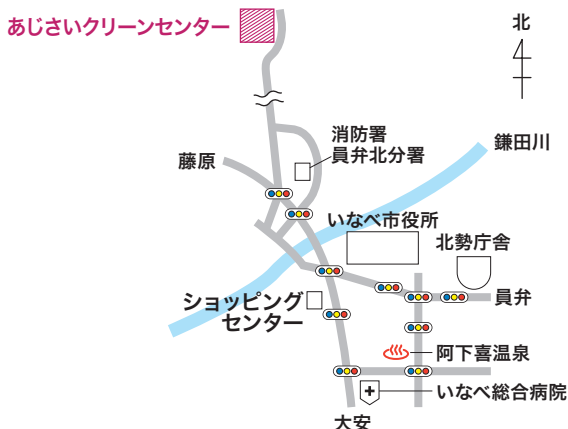 あじさいクリーンセンター
北
消防署
員弁北分署
鎌田川
藤原
いなべ市役所
北勢庁舎
ショッピング
センター
員弁
阿下喜温泉
いなべ総合病院
大安